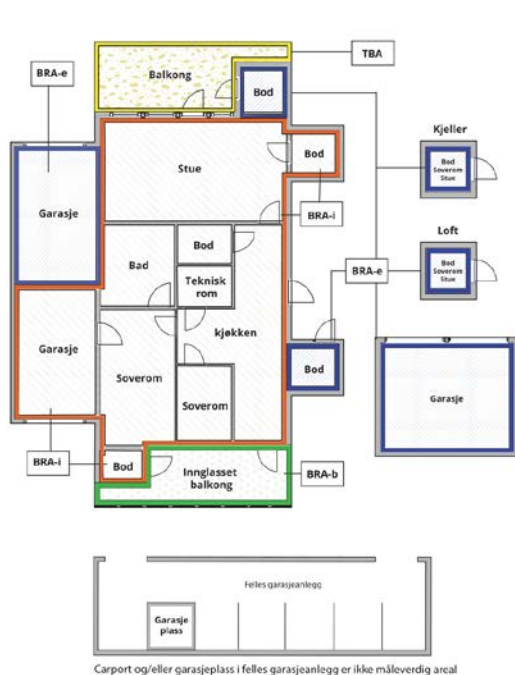 TBA
BRA-e
Balkong
Bod
Kjeller
Bod
Soverom
Stue
Stue
Bod
Garasje
BRA-i
Loft
Bod
Soverom
Stue
BRA-e
Bad
Bod
Teknisk
rom
kjøkken
Garasje
Soverom
Soverom
Bod
Garasje
BRA-i
Bod
Innglasset
balkong
BRA-b
Felles garasjeanlegg
Garasje
plass
Carport og/eller garasjeplass i felles garasjeanlegg er ikke måleverdig areal